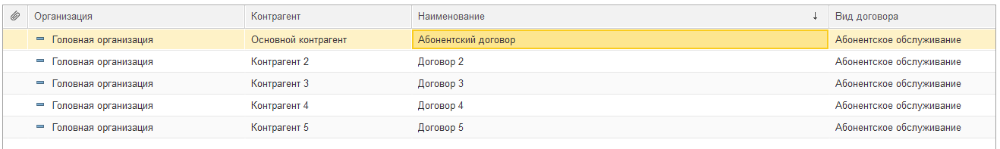 Организация Контрагент Наименование ↓ Вид договора
Головная организация Основной контрагент Абонентский договор Абонентское обслуживание
Головная организация Контрагент 2 Договор 2 Абонентское обслуживание
Головная организация Контрагент 3 Договор 3 Абонентское обслуживание
Головная организация Контрагент 4 Договор 4 Абонентское обслуживание
Головная организация Контрагент 5 Договор 5 Абонентское обслуживание